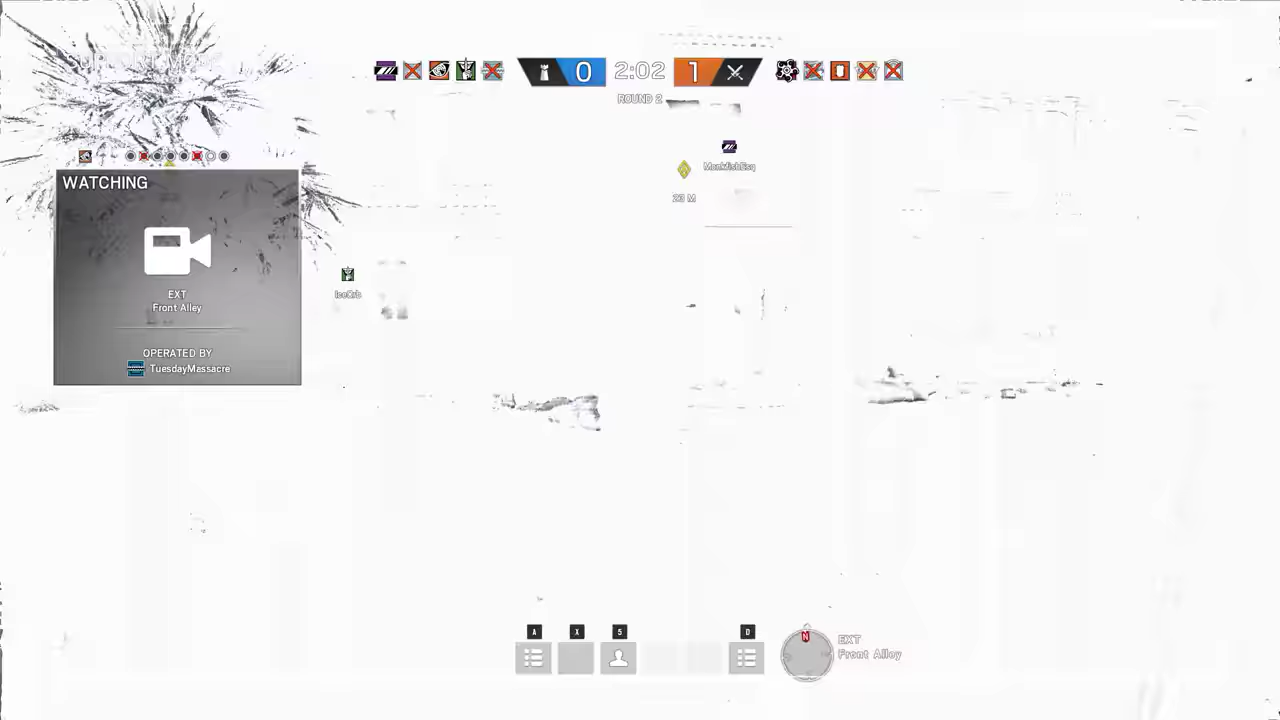 0
2:02
1
ROUND 2
MonkfishEsq
23 M
WATCHING
EXT
Front Alley
OPERATED BY
TuesdayMassacre
A
X
5
D
N
EXT
Front Alley